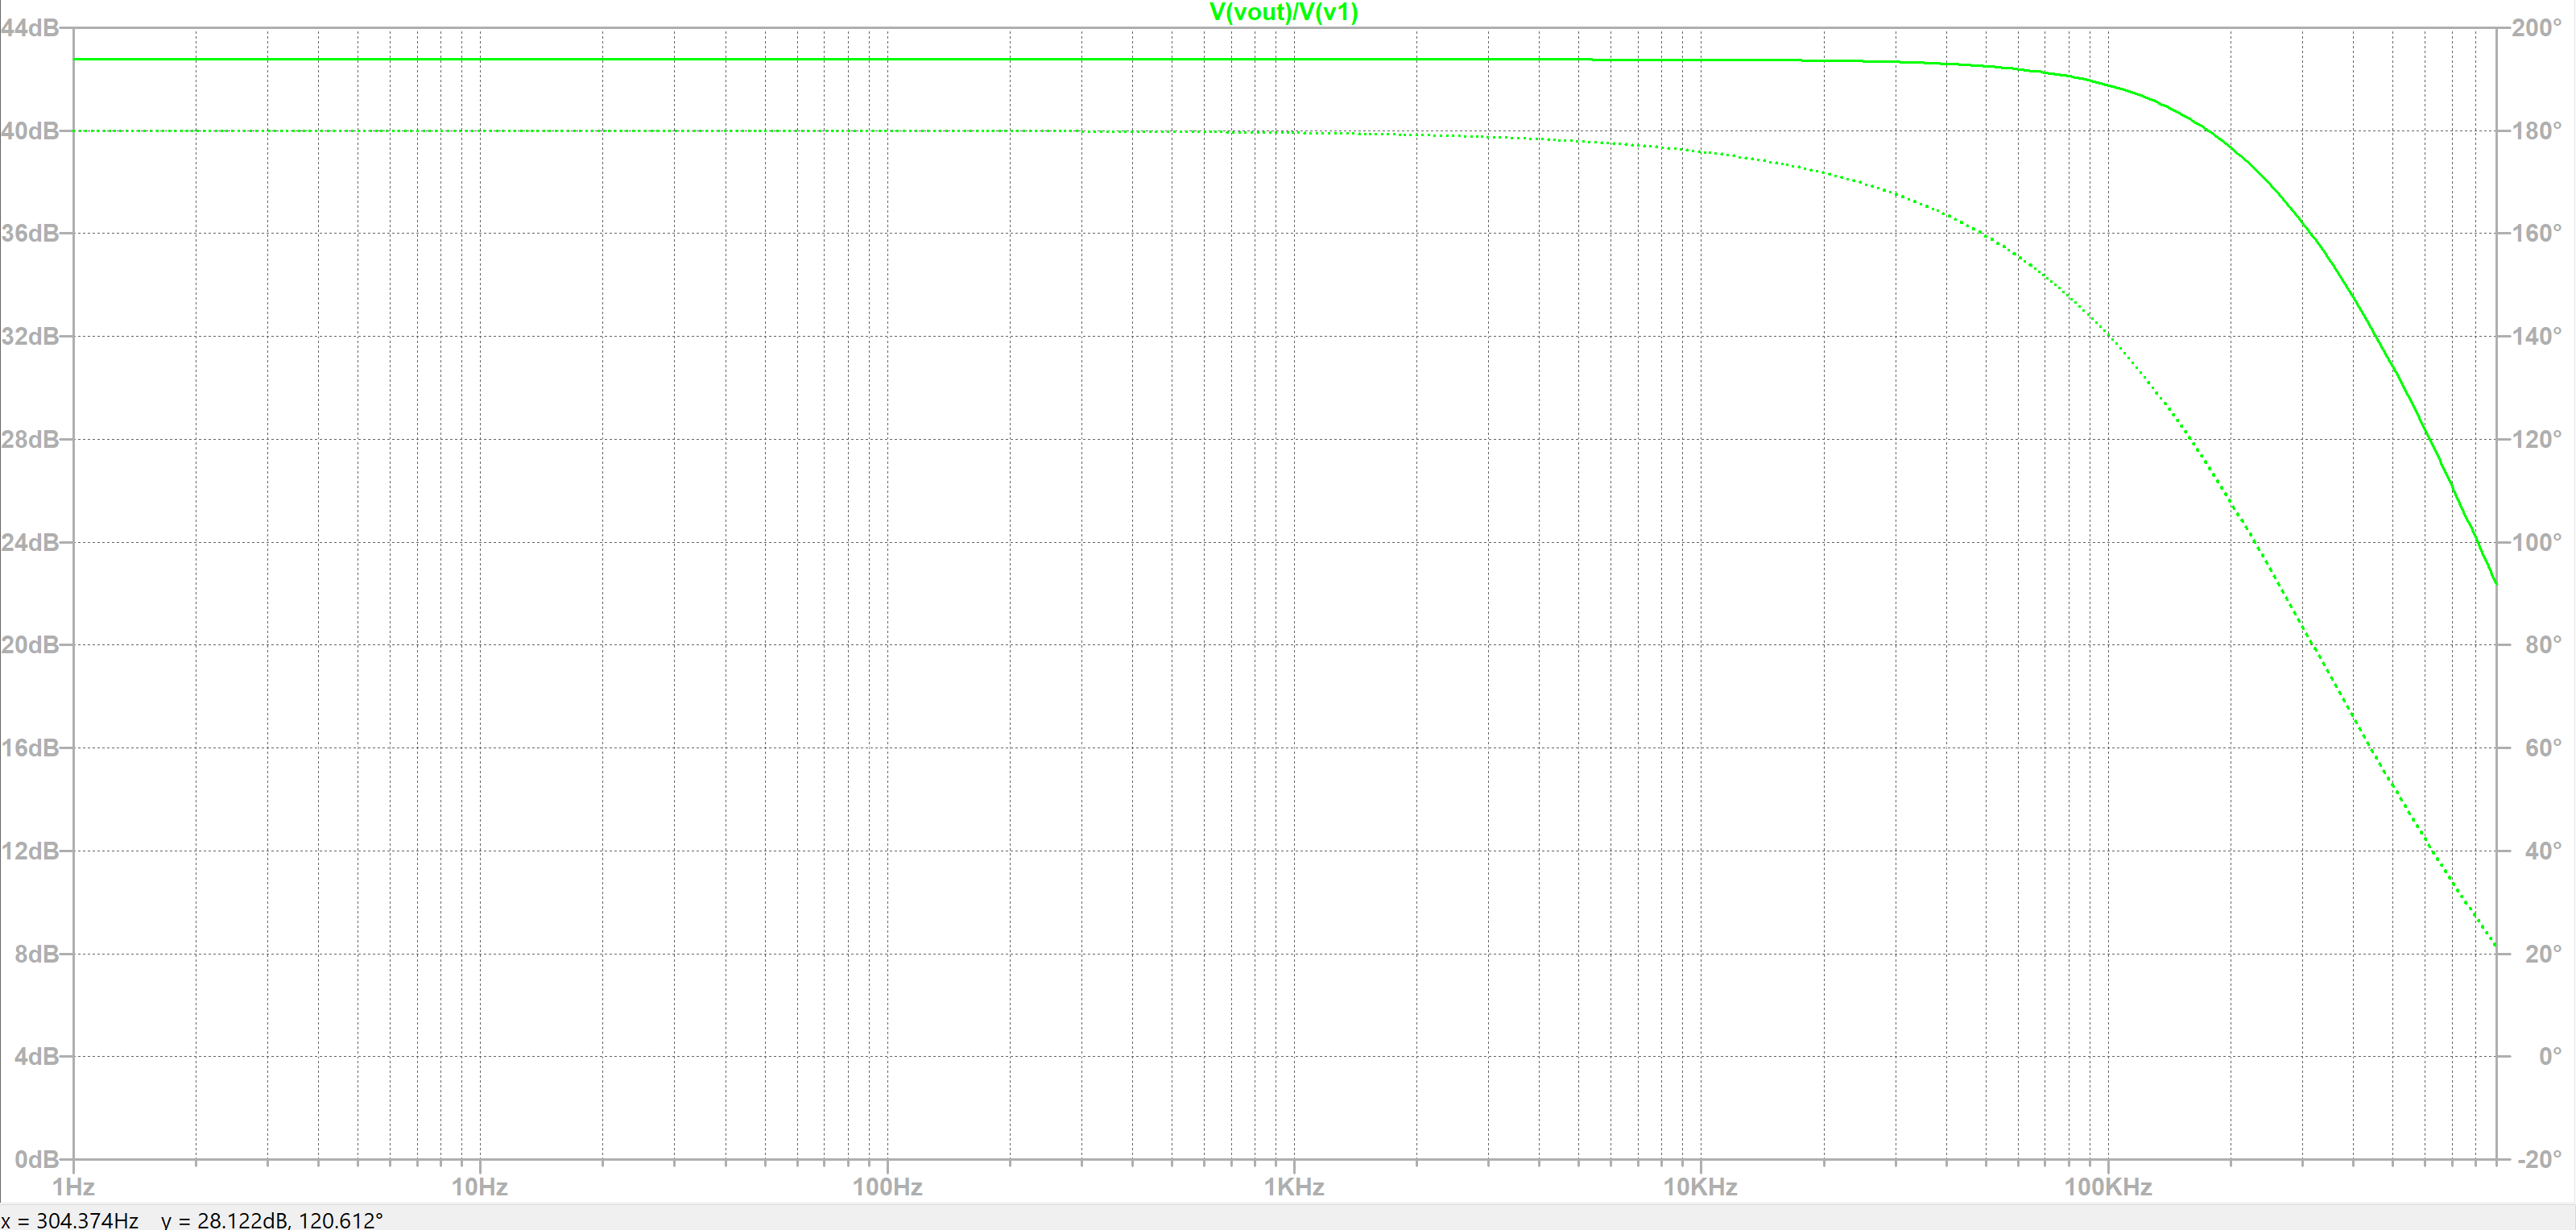 V(vout)/V(v1)
44dB 200°
40dB 180°
36dB 160°
32dB 140°
28dB 120°
24dB 100°
20dB 80°
16dB 60°
12dB 40°
8dB 20°
4dB 0°
0dB -20°
1Hz 10Hz 100Hz 1KHz 10KHz 100KHz
x = 304.374Hz y = 28.122dB, 120.612°